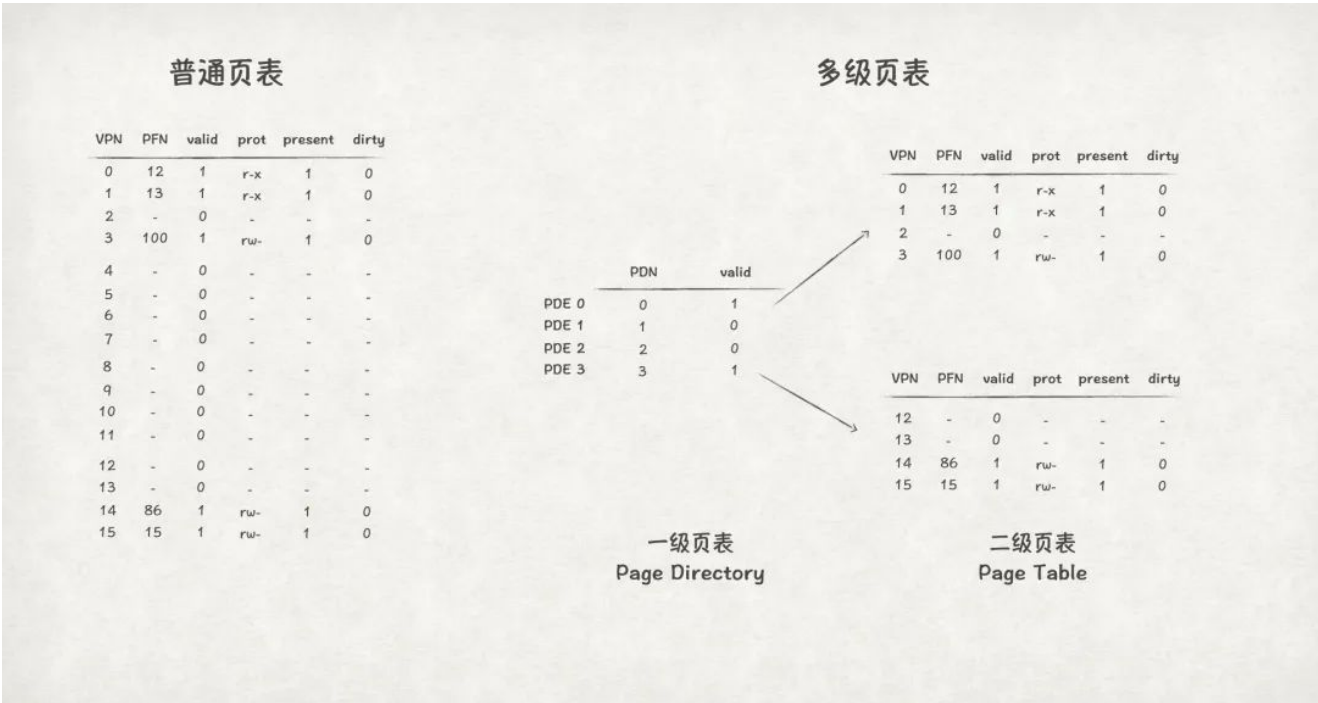 普通页表
VPN PFN valid prot present dirty
0 12 1 r-x 1 0
1 13 1 r-x 1 0
2 - 0 - - -
3 100 1 rw- 1 0
4 - 0 - - -
5 - 0 - - -
6 - 0 - - -
7 - 0 - - -
8 - 0 - - -
9 - 0 - - -
10 - 0 - - -
11 - 0 - - -
12 - 0 - - -
13 - 0 - - -
14 86 1 rw- 1 0
15 15 1 rw- 1 0
多级页表
PDN valid
PDE 0 0 1
PDE 1 1 0
PDE 2 2 0
PDE 3 3 1
一级页表
Page Directory
VPN PFN valid prot present dirty
0 12 1 r-x 1 0
1 13 1 r-x 1 0
2 - 0 - - -
3 100 1 rw- 1 0
VPN PFN valid prot present dirty
12 - 0 - - -
13 - 0 - - -
14 86 1 rw- 1 0
15 15 1 rw- 1 0
二级页表
Page Table